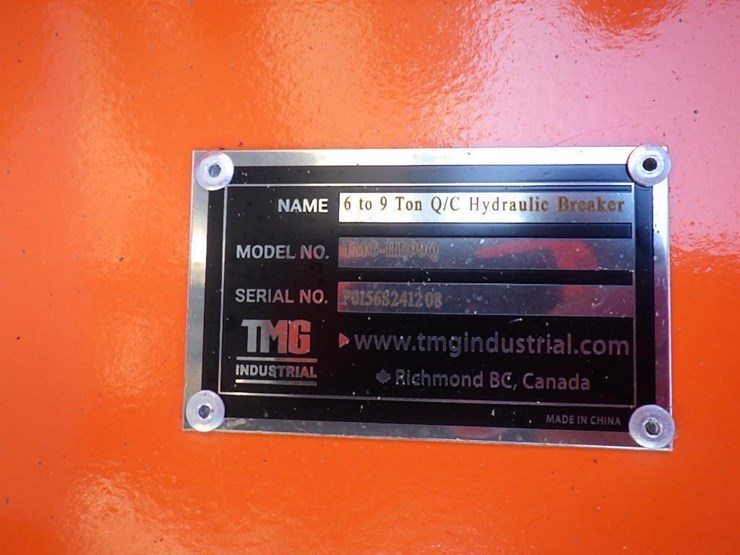 NAME 6 to 9 Ton Q/C Hydraulic Breaker
MODEL NO.
SERIAL NO.
TMG
INDUSTRIAL
www.tmgindustrial.com
Richmond BC, Canada
MADE IN CHINA